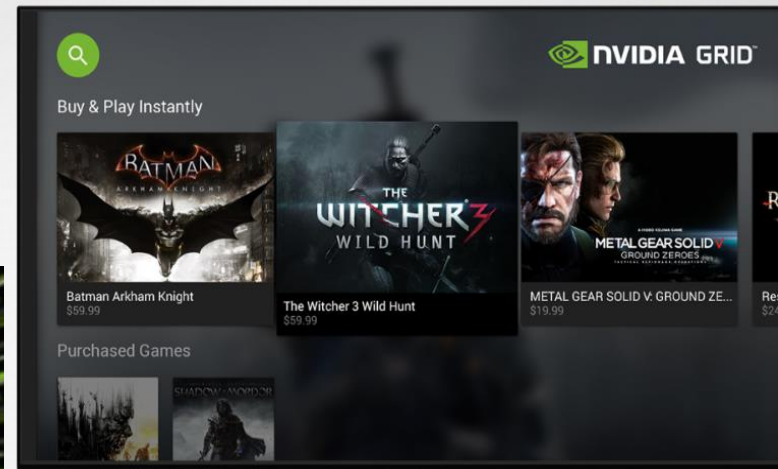 NVIDIA GRID
Buy & Play Instantly
BATMAN
ARKHAM KNIGHT
THE
WITCHER 3
WILD HUNT
METAL GEAR SOLID V
GROUND ZEROES
Batman Arkham Knight
$59.99
The Witcher 3 Wild Hunt
$59.99
METAL GEAR SOLID V: GROUND ZE...
$19.99
Purchased Games
SHADOW MORDOR